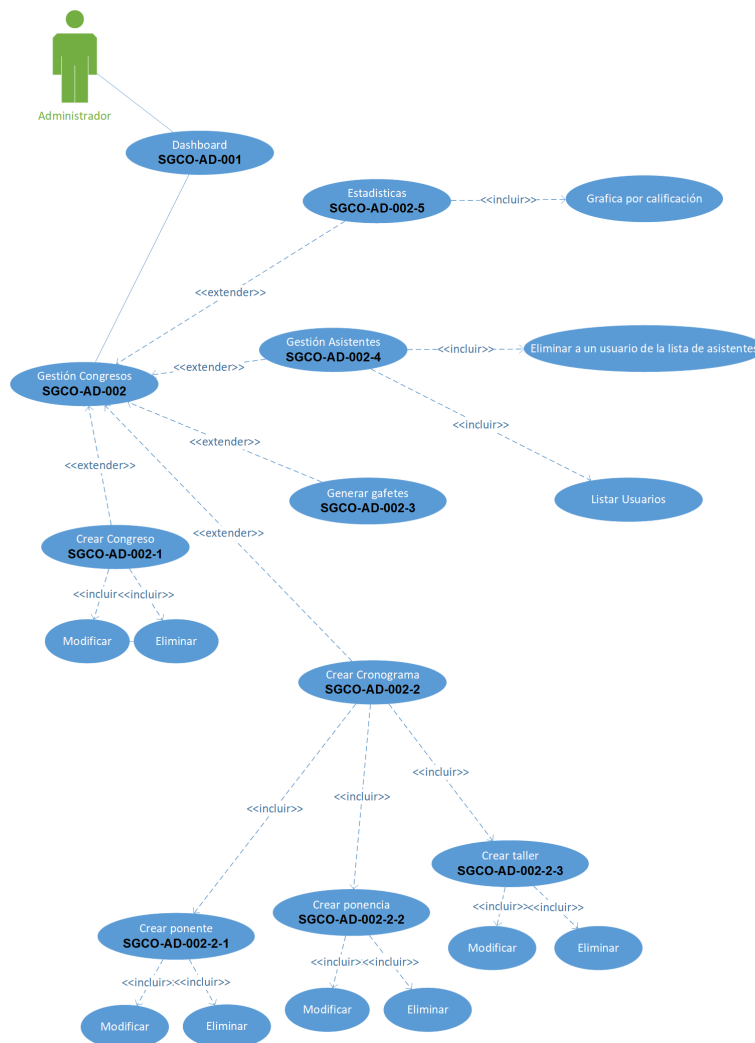 Administrador
Dashboard
SGCO-AD-001
Estadisticas
SGCO-AD-002-5
<<incluir>>
Grafica por calificación
<<extender>>
Gestión Asistentes
SGCO-AD-002-4
<<incluir>>
Eliminar a un usuario de la lista de asistentes
<<extender>>
Gestión Congresos
SGCO-AD-002
<<incluir>>
<<extender>>
<<extender>>
Generar gafetes
SGCO-AD-002-3
Listar Usuarios
<<extender>>
Crear Congreso
SGCO-AD-002-1
<<incluir>>
<<incluir>>
Modificar
Eliminar
Crear Cronograma
SGCO-AD-002-2
<<incluir>>
<<incluir>>
<<incluir>>
Crear taller
SGCO-AD-002-2-3
<<incluir>>
<<incluir>>
Crear ponencia
SGCO-AD-002-2-2
Crear ponente
SGCO-AD-002-2-1
Modificar
Eliminar
<<incluir>>
<<incluir>>
<<incluir>>
<<incluir>>
Modificar
Eliminar
Modificar
Eliminar